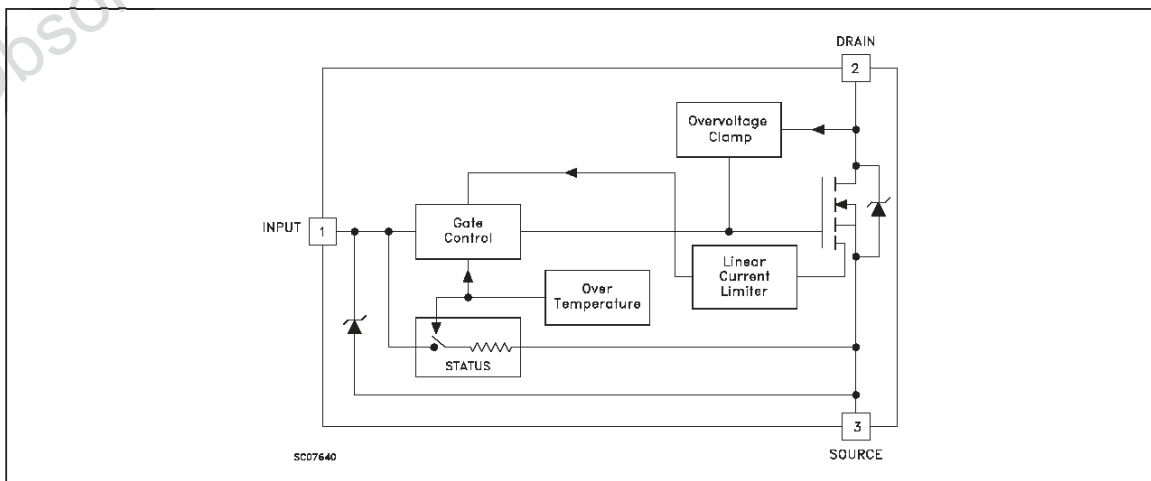 DRAIN
2
Overvoltage
Clamp
INPUT
1
Gate
Control
Linear
Current
Limiter
Over
Temperature
STATUS
3
SC07640
SOURCE